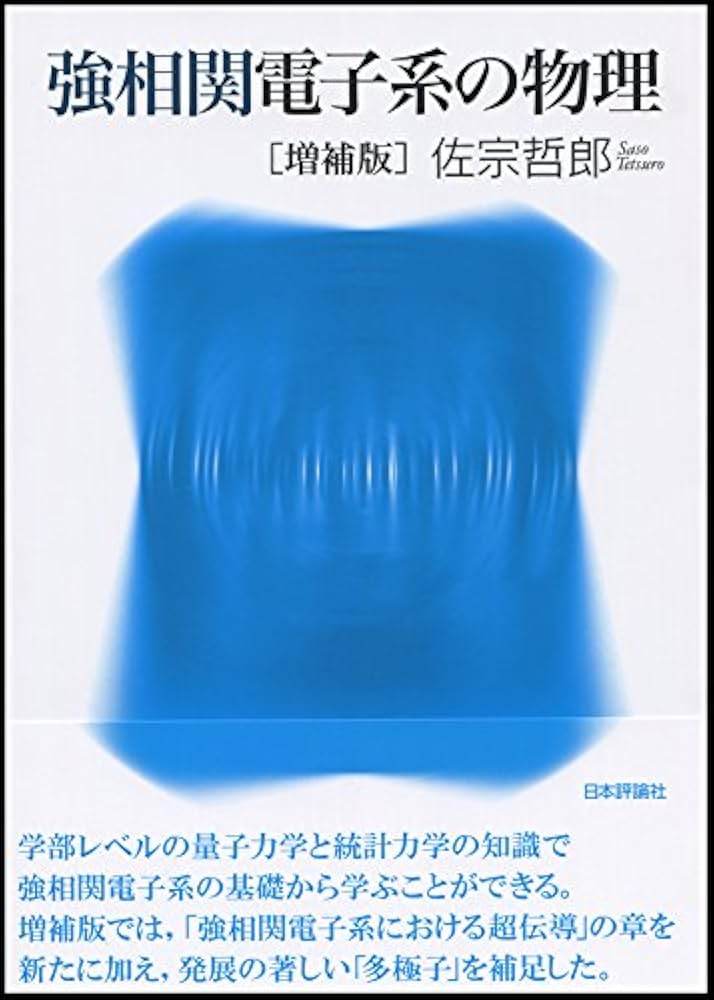 強相関電子系の物理
[増補版] 佐宗哲郎 Saso
Tetsuro
日本評論社
学部レベルの量子力学と統計力学の知識で
強相関電子系の基礎から学ぶことができる。
増補版では,「強相関電子系における超伝導」の章を
新たに加え,発展の著しい「多極子」を補足した。